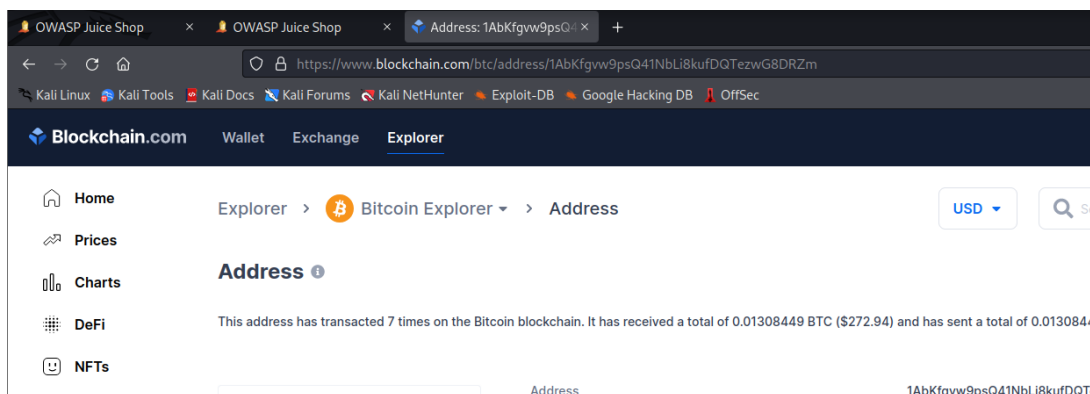 OWASP Juice Shop × OWASP Juice Shop × Address: 1AbKfgvw9psQ4 × +
https://www.blockchain.com/btc/address/1AbKfgvw9psQ41NbLi8kufDQTezwG8DRZm
Kali Linux Kali Tools Kali Docs Kali Forums Kali NetHunter Exploit-DB Google Hacking DB OffSec
Blockchain.com Wallet Exchange Explorer
Home
Explorer > Bitcoin Explorer > Address USD
Prices
Address
Charts
DeFi
This address has transacted 7 times on the Bitcoin blockchain. It has received a total of 0.01308449 BTC ($272.94) and has sent a total of 0.013084
NFTs
Address 1AbKfgvw9psQ41NbLi8kufDQT